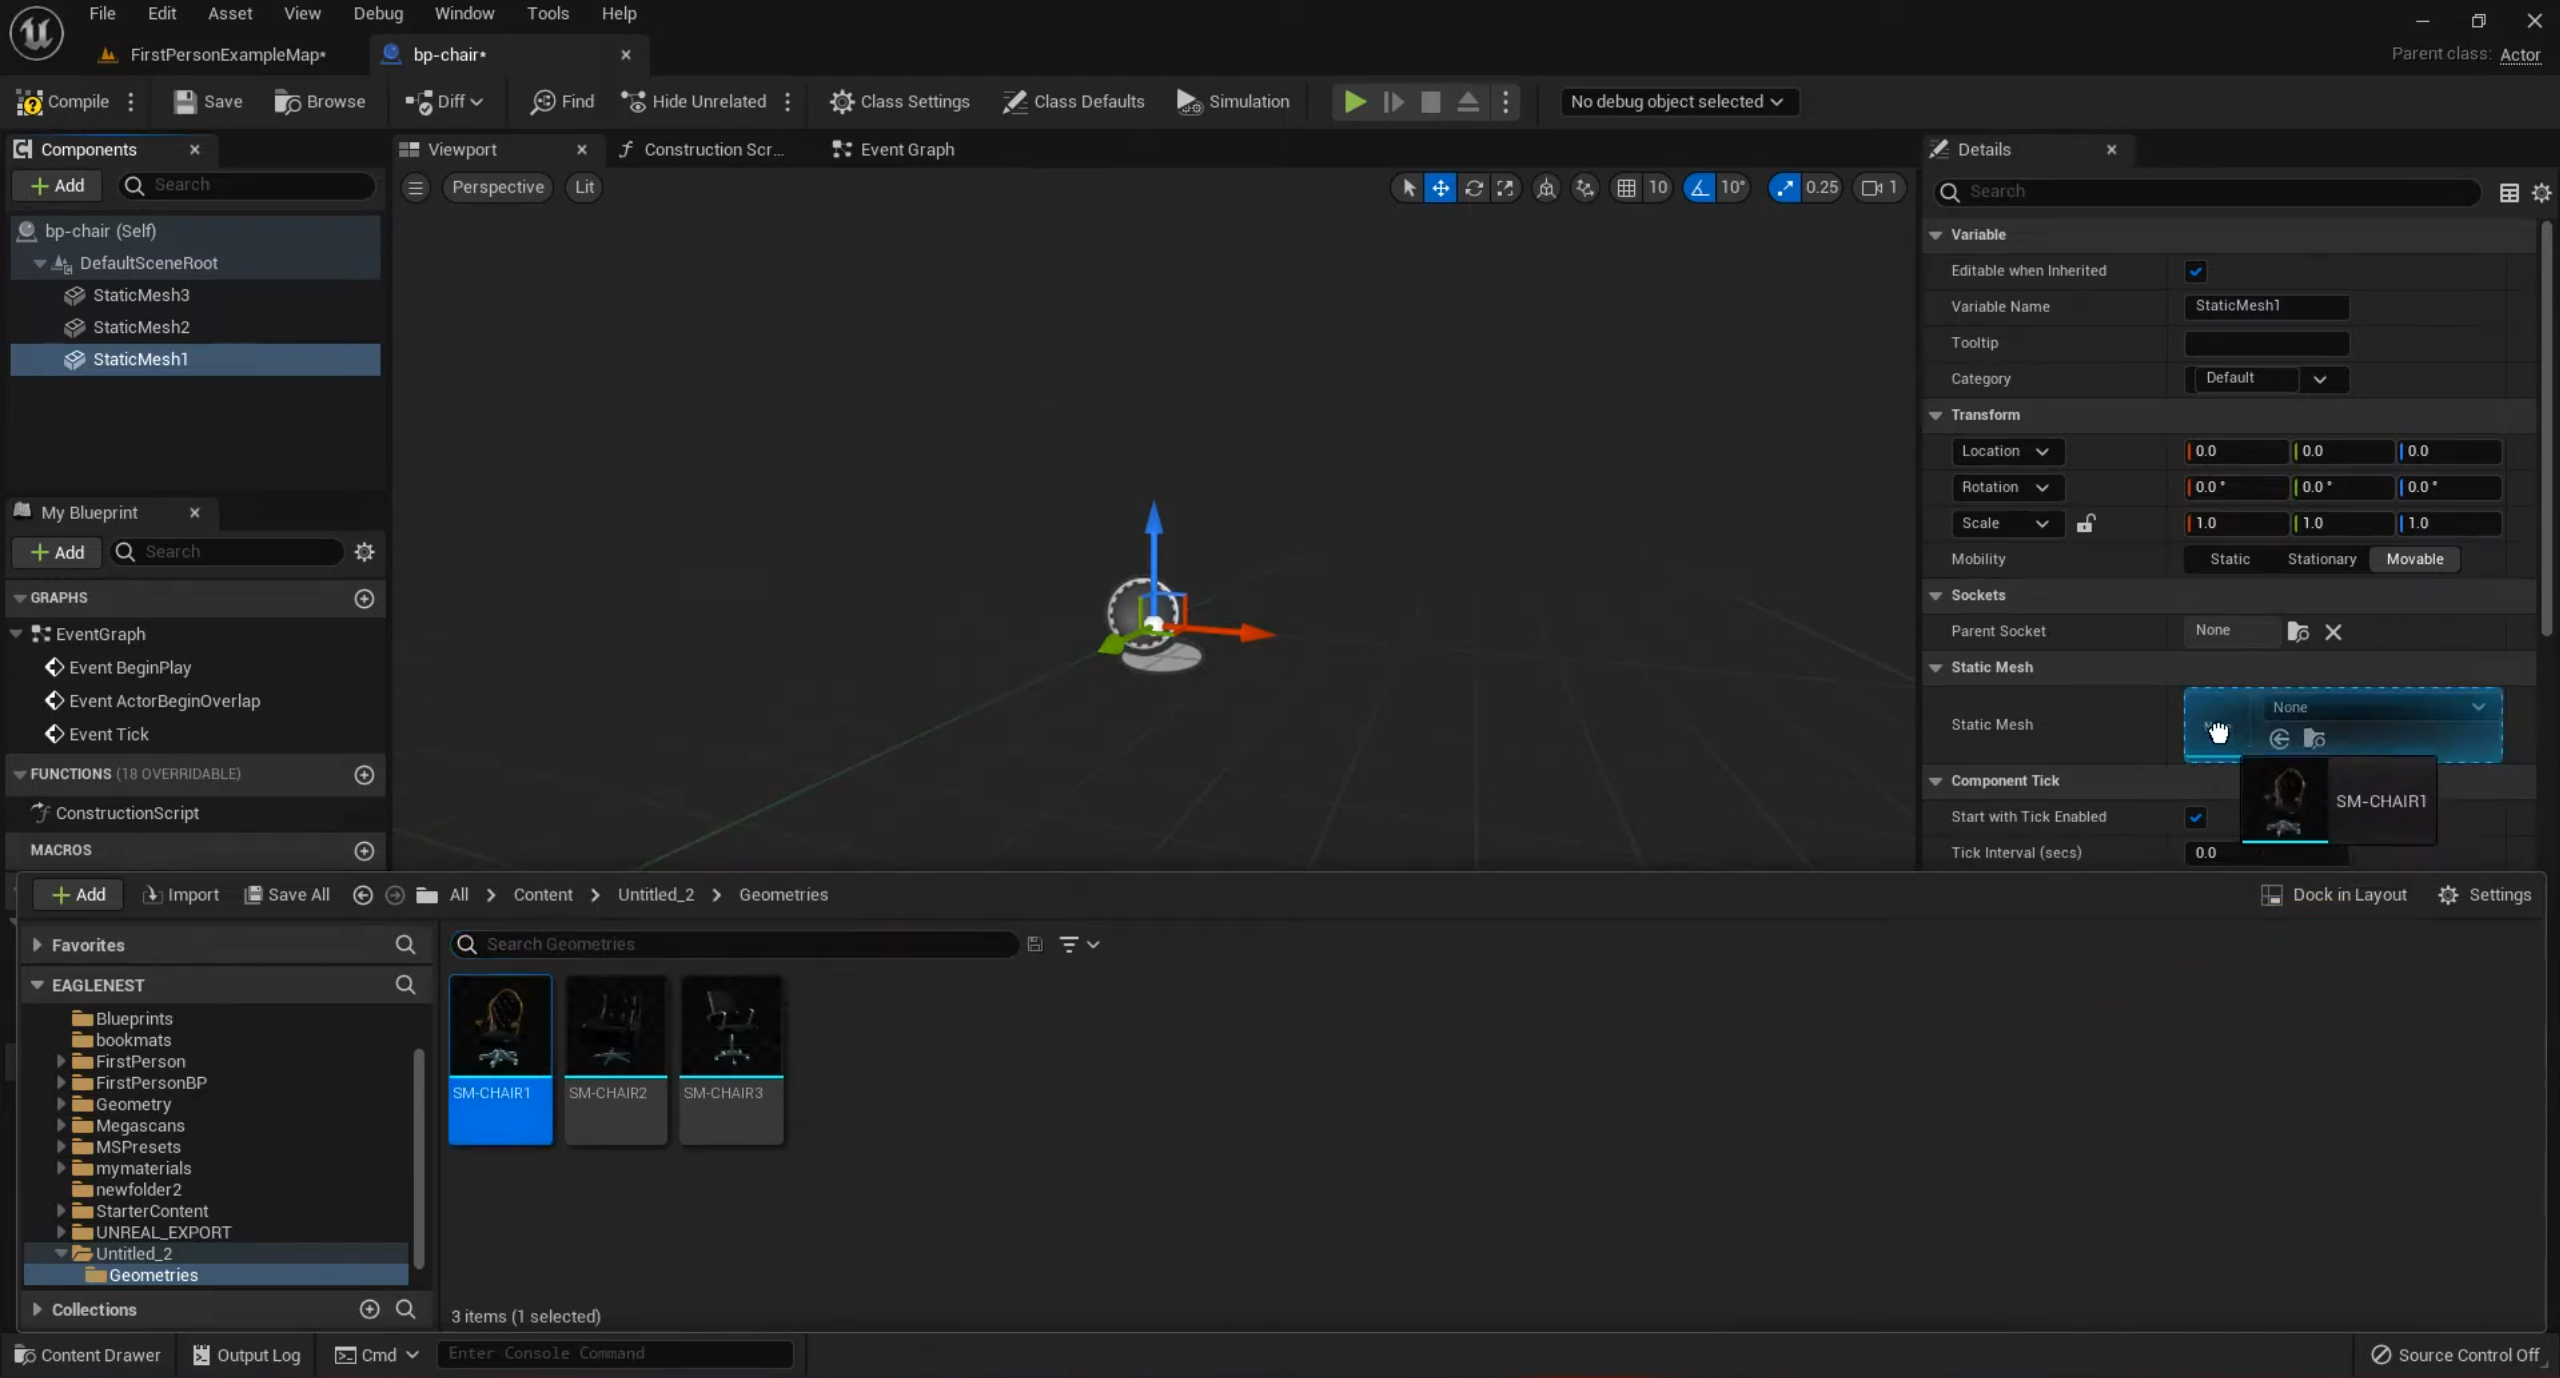 File Edit Asset View Debug Window Tools Help
FirstPersonExampleMap* bp-chair*
Parent class: Actor
Compile Save Browse Diff Find Hide Unrelated Class Settings Class Defaults Simulation No debug object selected
Components
Add Search
bp-chair (Self)
DefaultSceneRoot
StaticMesh3
StaticMesh2
StaticMesh1
My Blueprint
Add Search
GRAPHS
EventGraph
Event BeginPlay
Event ActorBeginOverlap
Event Tick
FUNCTIONS (18 OVERRIDABLE)
ConstructionScript
MACROS
Viewport Construction Scr... Event Graph
Perspective Lit 10 10° 0.25 1
Details
Search
Variable
Editable when Inherited
Variable Name StaticMesh1
Tooltip
Category Default
Transform
Location 0.0 0.0 0.0
Rotation 0.0 ° 0.0 ° 0.0 °
Scale 1.0 1.0 1.0
Mobility Static Stationary Movable
Sockets
Parent Socket None
Static Mesh
Static Mesh None
Component Tick
SM-CHAIR1
Start with Tick Enabled
Tick Interval (secs) 0.0
Add Import Save All All Content Untitled_2 Geometries Dock in Layout Settings
Favorites
EAGLENEST
Blueprints
bookmats
FirstPerson
FirstPersonBP
Geometry
Megascans
MSPresets
mymaterials
newfolder2
StarterContent
UNREAL_EXPORT
Untitled_2
Geometries
Collections
Search Geometries
SM-CHAIR1 SM-CHAIR2 SM-CHAIR3
3 items (1 selected)
Content Drawer Output Log Cmd Enter Console Command Source Control Off